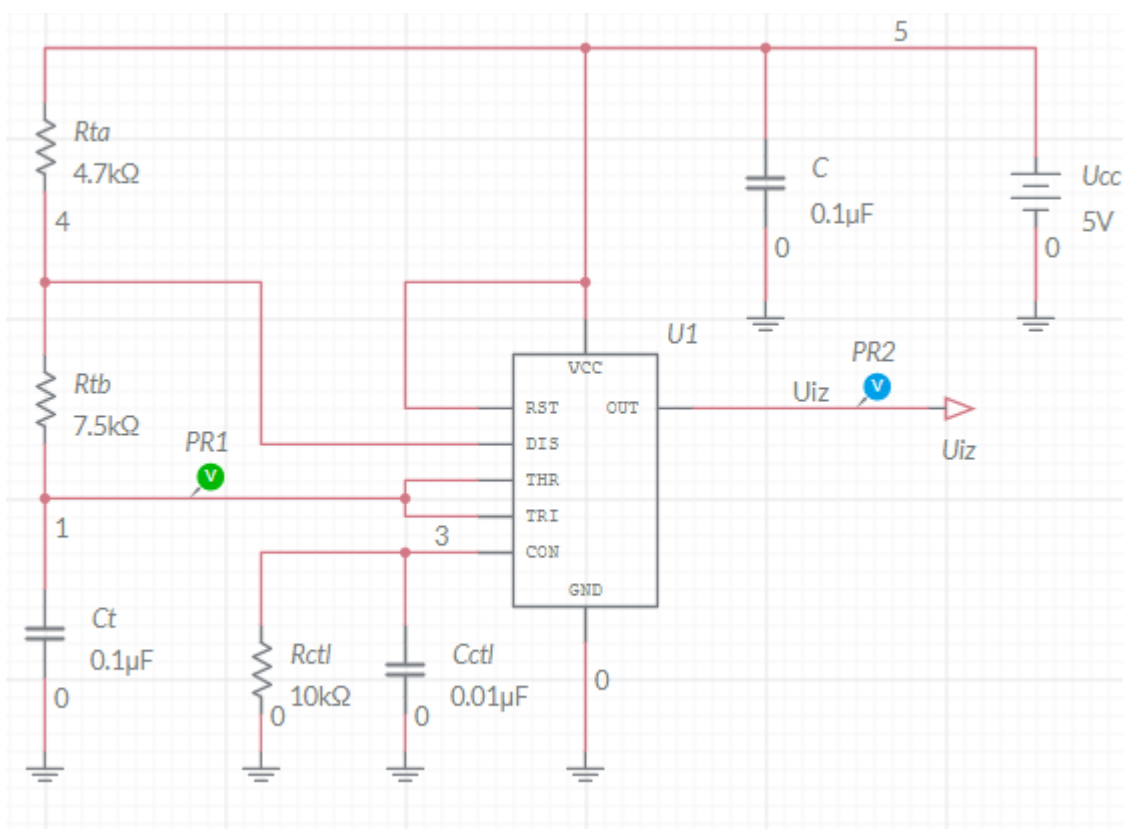 5
Rta
4.7kΩ
4
C
0.1µF
0
Ucc
5V
0
U1
VCC
RST
OUT
DIS
THR
TRI
CON
GND
Uiz
PR2
V
Uiz
Rtb
7.5kΩ
PR1
V
1
3
Ct
0.1µF
0
Rctl
10kΩ
0
Cctl
0.01µF
0
0